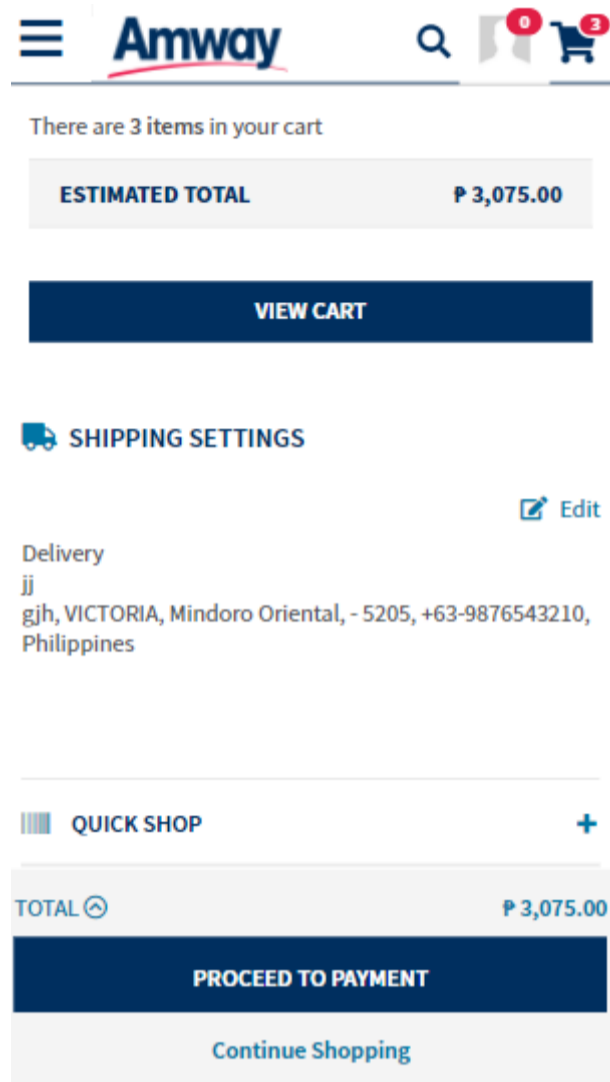 Amway
0
3
There are 3 items in your cart
ESTIMATED TOTAL ₱ 3,075.00
VIEW CART
SHIPPING SETTINGS
Edit
Delivery
jj
gjh, VICTORIA, Mindoro Oriental, - 5205, +63-9876543210,
Philippines
QUICK SHOP +
TOTAL ₱ 3,075.00
PROCEED TO PAYMENT
Continue Shopping